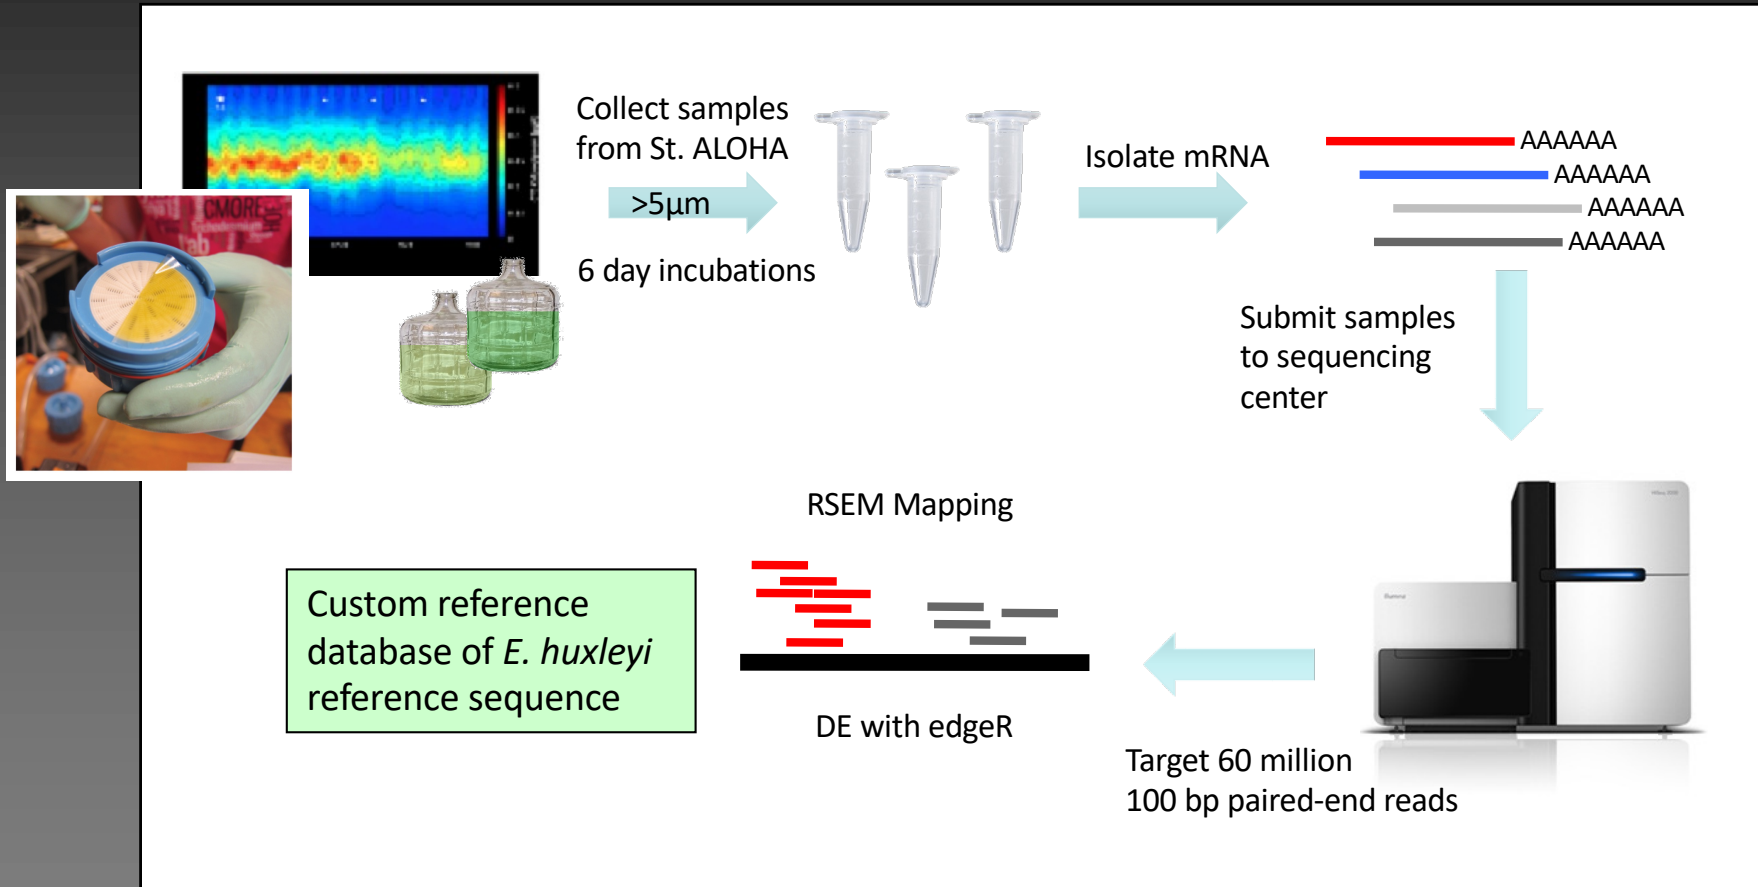 Collect samples
from St. ALOHA
>5µm
6 day incubations
Isolate mRNA
AAAAAA
AAAAAA
AAAAAA
AAAAAA
Submit samples
to sequencing
center
CMORE
Lab
RSEM Mapping
Custom reference
database of E. huxleyi
reference sequence
DE with edgeR
Target 60 million
100 bp paired-end reads
illumina